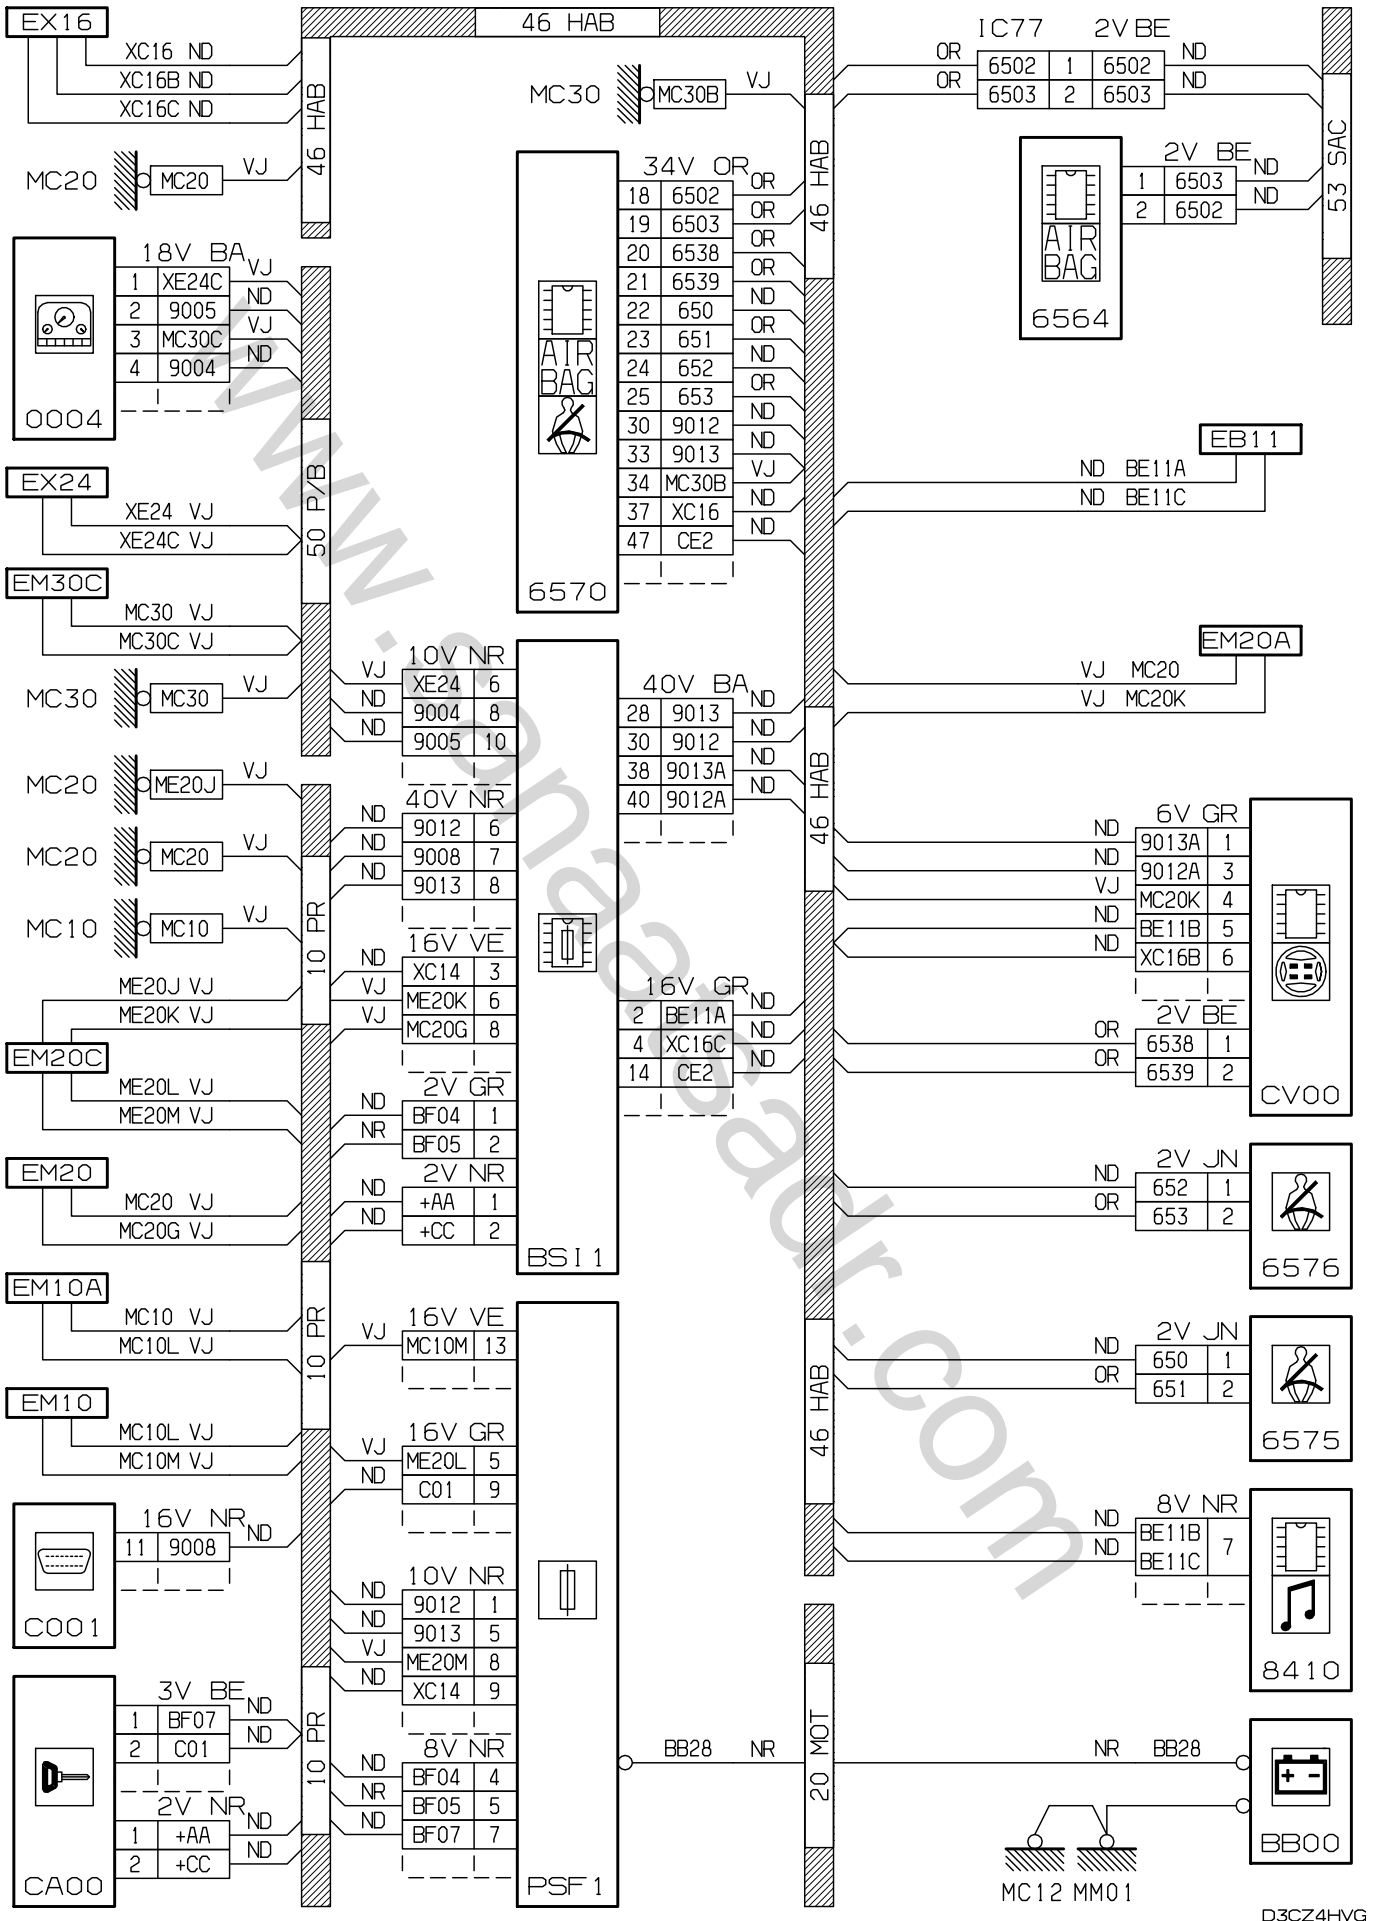 46 HAB
EX16
XC16 ND
XC16B ND
XC16C ND
46 HAB
MC20 MC20 VJ
0004
18V BA
1 XE24C VJ
2 9005 ND
3 MC30C VJ
4 9004 ND
EX24
XE24 VJ
XE24C VJ
50 P/B
EM30C
MC30 VJ
MC30C VJ
MC30 MC30 VJ
MC20 ME20J VJ
MC20 MC20 VJ
MC10 MC10 VJ
10 PR
ME20J VJ
ME20K VJ
EM20C
ME20L VJ
ME20M VJ
EM20
MC20 VJ
MC20G VJ
EM10A
MC10 VJ
MC10L VJ
10 PR
EM10
MC10L VJ
MC10M VJ
16V NR
11 9008 ND
C001
3V BE
1 BF07 ND
2 C01 ND
2V NR
1 +AA ND
2 +CC ND
CA00
10 PR
MC30 MC30B VJ
34V OR
18 6502 OR
19 6503 OR
20 6538 OR
21 6539 OR
22 650 ND
23 651 OR
24 652 ND
25 653 OR
30 9012 ND
33 9013 ND
34 MC30B VJ
37 XC16 ND
47 CE2 ND
AIR
BAG
6570
10V NR
VJ XE24 6
ND 9004 8
ND 9005 10
40V NR
ND 9012 6
ND 9008 7
ND 9013 8
16V VE
ND XC14 3
VJ ME20K 6
VJ MC20G 8
2V GR
ND BF04 1
NR BF05 2
2V NR
ND +AA 1
ND +CC 2
BSI1
40V BA
28 9013 ND
30 9012 ND
38 9013A ND
40 9012A ND
16V GR
2 BE11A ND
4 XC16C ND
14 CE2 ND
16V VE
VJ MC10M 13
16V GR
VJ ME20L 5
ND C01 9
10V NR
ND 9012 1
ND 9013 5
VJ ME20M 8
ND XC14 9
8V NR
ND BF04 4
NR BF05 5
ND BF07 7
PSF1
BB28 NR
46 HAB
46 HAB
46 HAB
20 MOT
IC77 2V BE
OR 6502 1 6502 ND
OR 6503 2 6503 ND
53 SAC
2V BE
1 6503 ND
2 6502 ND
AIR
BAG
6564
EB11
ND BE11A
ND BE11C
EM20A
VJ MC20
VJ MC20K
6V GR
ND 9013A 1
ND 9012A 3
VJ MC20K 4
ND BE11B 5
ND XC16B 6
2V BE
OR 6538 1
OR 6539 2
CV00
2V JN
ND 652 1
OR 653 2
6576
2V JN
ND 650 1
OR 651 2
6575
8V NR
ND BE11B 7
ND BE11C
8410
NR BB28
+ -
BB00
MC12 MM01
D3CZ4HVG
www.sanaatsadr.com